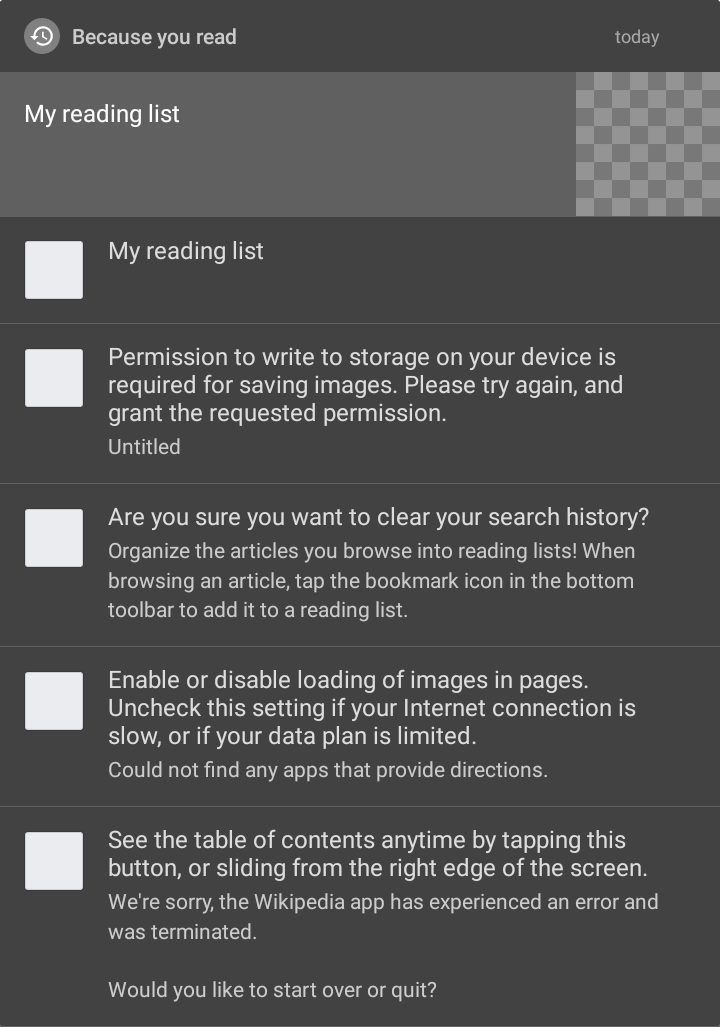 Because you read
today
My reading list
My reading list
Permission to write to storage on your device is
required for saving images. Please try again, and
grant the requested permission.
Untitled
Are you sure you want to clear your search history?
Organize the articles you browse into reading lists! When
browsing an article, tap the bookmark icon in the bottom
toolbar to add it to a reading list.
Enable or disable loading of images in pages.
Uncheck this setting if your Internet connection is
slow, or if your data plan is limited.
Could not find any apps that provide directions.
See the table of contents anytime by tapping this
button, or sliding from the right edge of the screen.
We're sorry, the Wikipedia app has experienced an error and
was terminated.
Would you like to start over or quit?